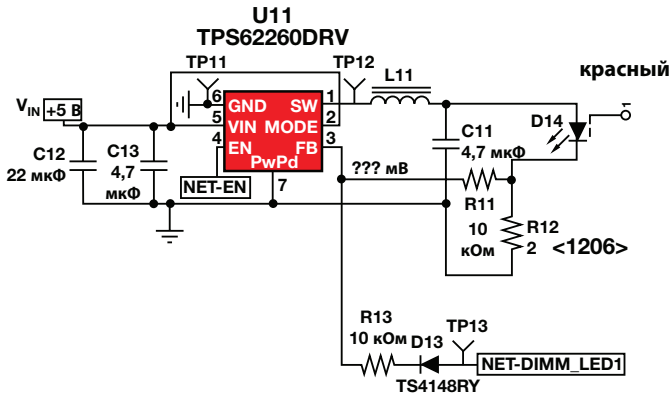 U11
TPS62260DRV
TP11
TP12
L11
красный
V_IN +5 В
6 GND SW 1
5 VIN MODE 2
4 EN FB 3
PwPd
7
C12
22 мкФ
C13
4,7
мкФ
NET-EN
C11
4,7 мкФ
D14
1
??? мВ
R11
10
кОм
R12
2 <1206>
R13
10 кОм
D13
TS4148RY
TP13
NET-DIMM_LED1